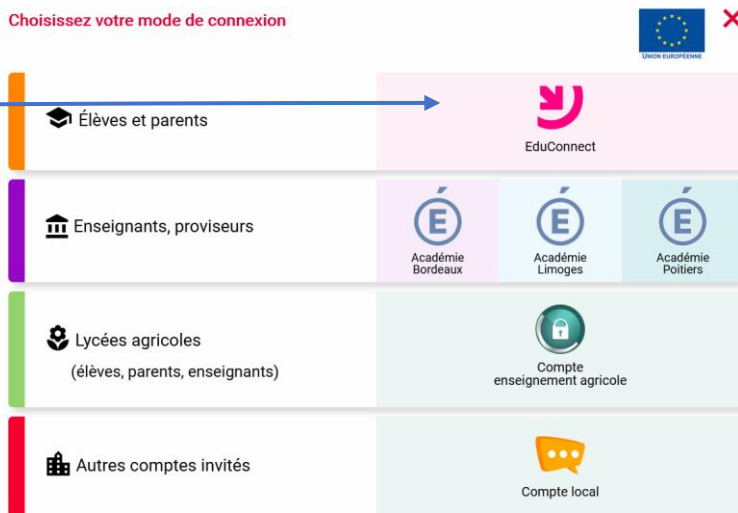 Choisissez votre mode de connexion
UNION EUROPÉENNE
Élèves et parents
EduConnect
Enseignants, proviseurs
É
Académie
Bordeaux
É
Académie
Limoges
É
Académie
Poitiers
Lycées agricoles
(élèves, parents, enseignants)
Compte
enseignement agricole
Autres comptes invités
Compte local